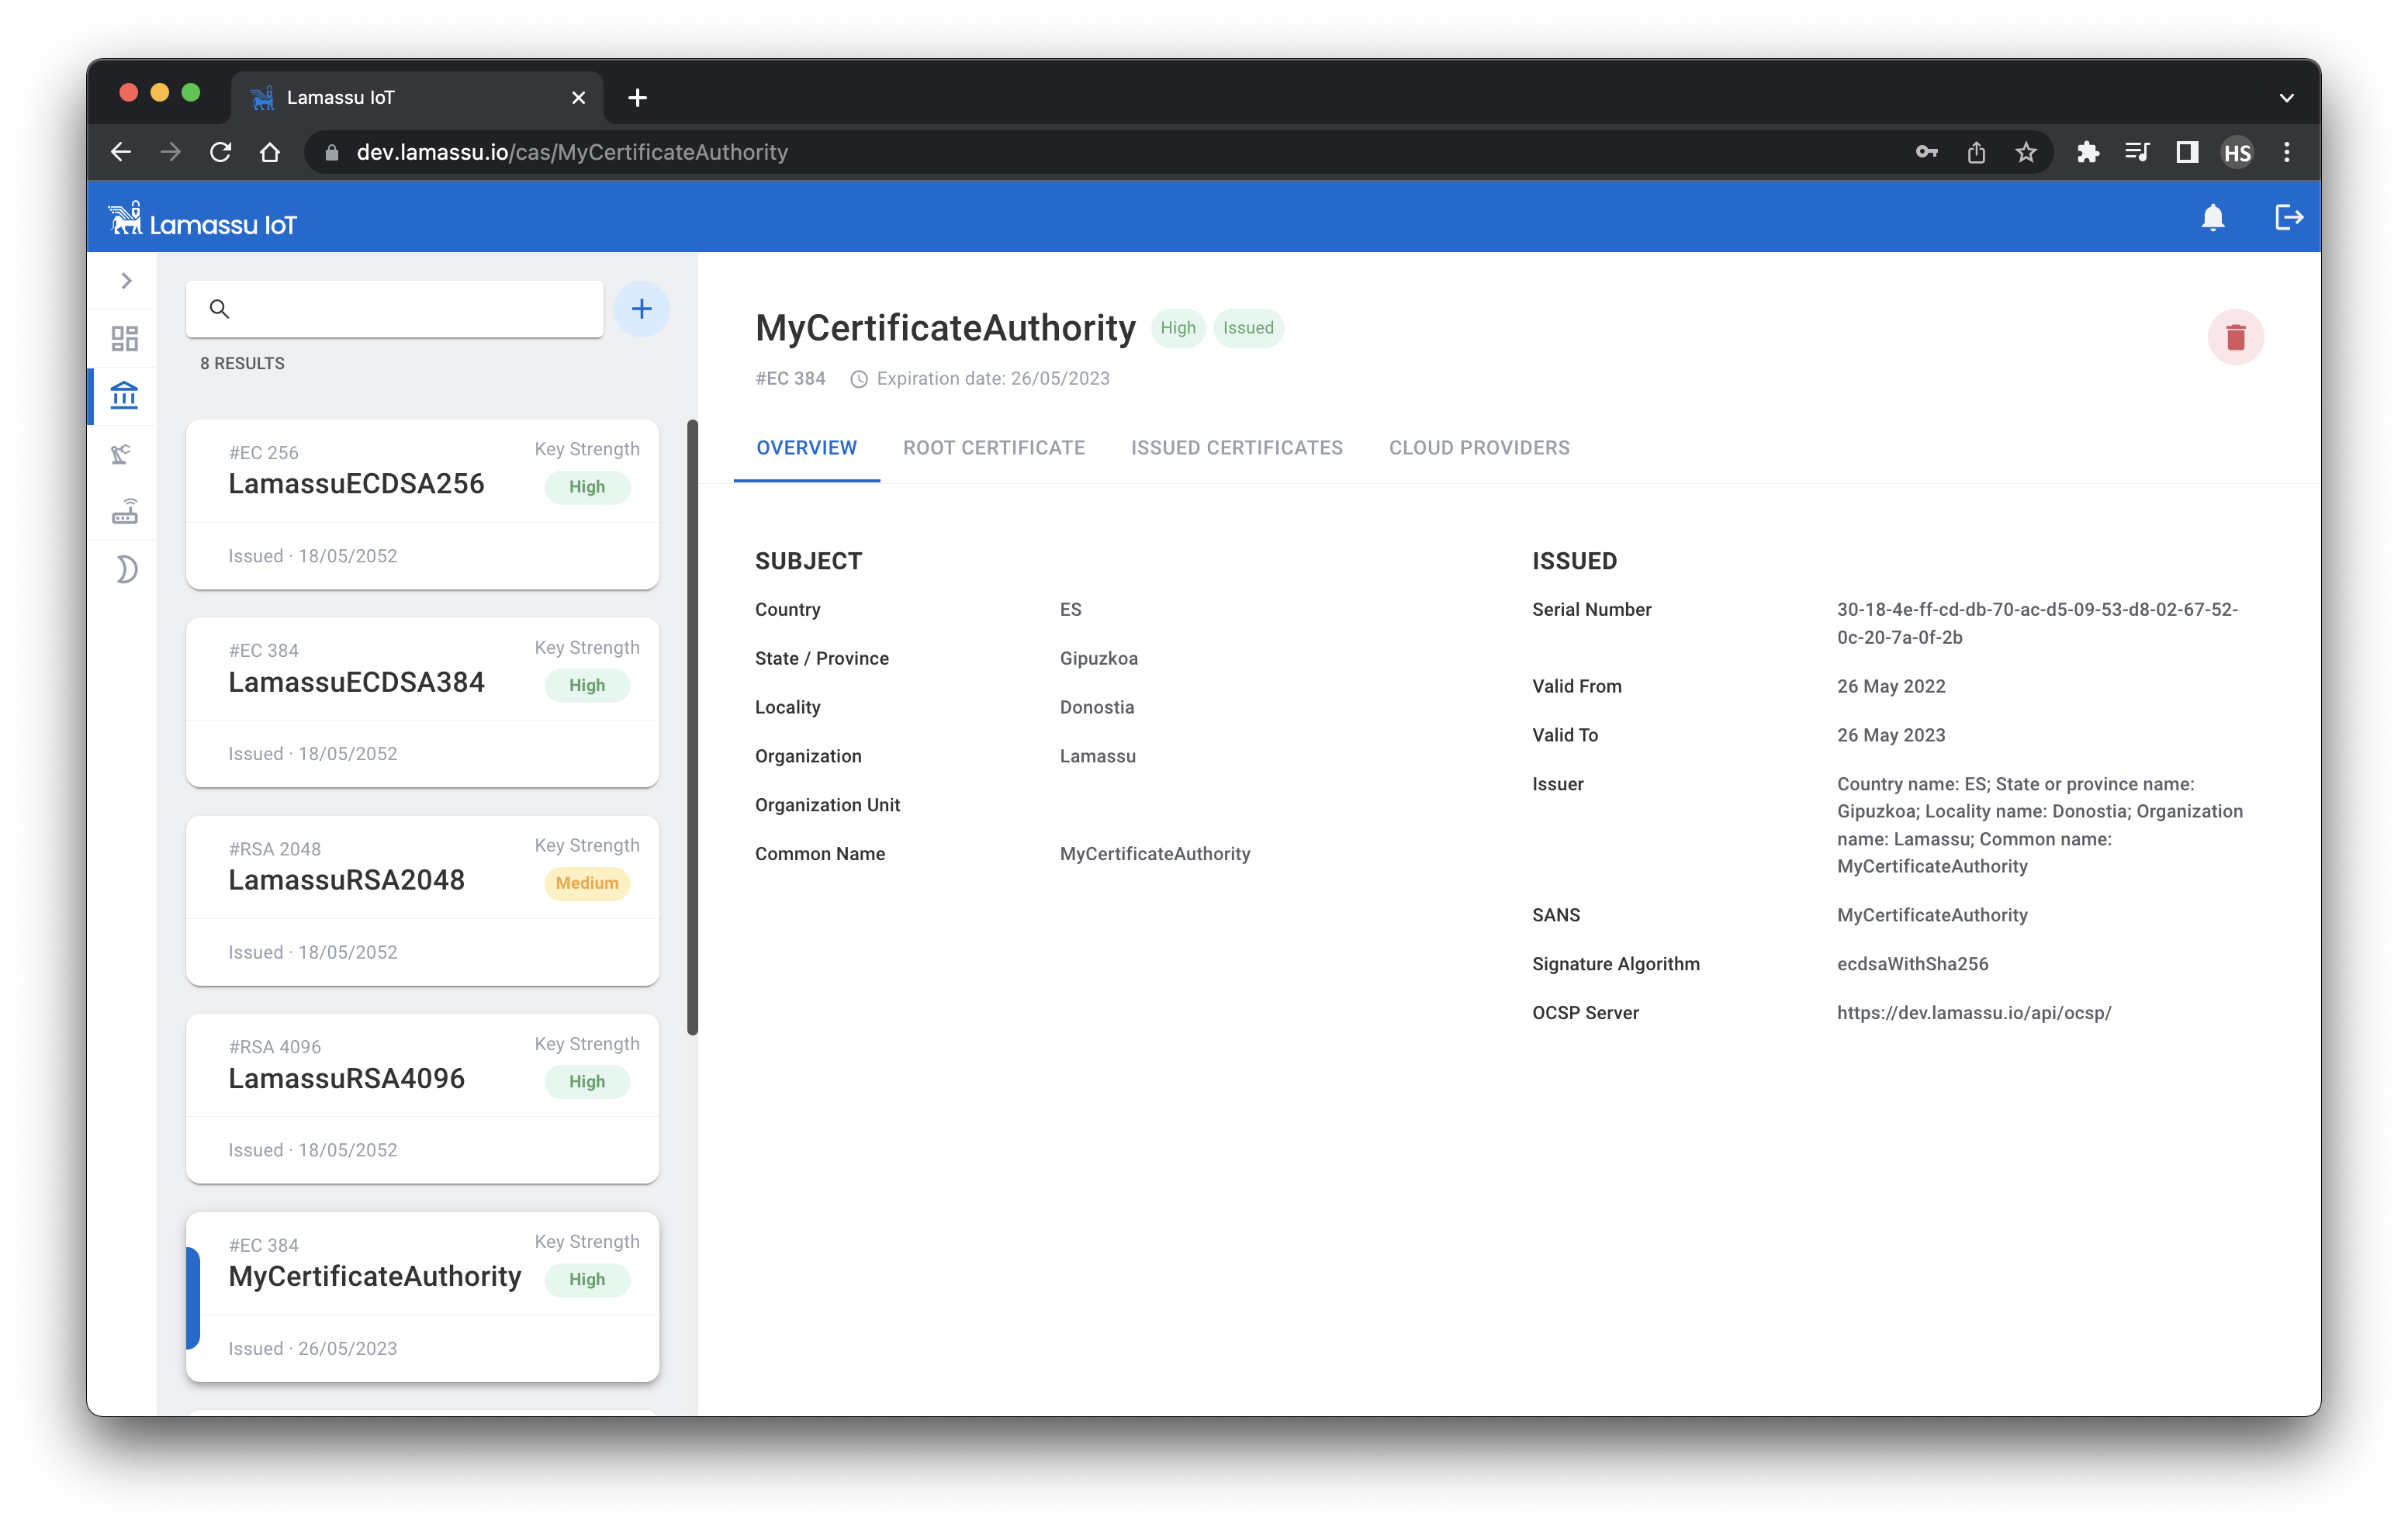 Lamassu IoT
dev.lamassu.io/cas/MyCertificateAuthority
HS
Lamassu IoT
8 RESULTS
#EC 256
LamassuECDSA256
Key Strength
High
Issued · 18/05/2052
#EC 384
LamassuECDSA384
Key Strength
High
Issued · 18/05/2052
#RSA 2048
LamassuRSA2048
Key Strength
Medium
Issued · 18/05/2052
#RSA 4096
LamassuRSA4096
Key Strength
High
Issued · 18/05/2052
#EC 384
MyCertificateAuthority
Key Strength
High
Issued · 26/05/2023
MyCertificateAuthority High Issued
#EC 384 Expiration date: 26/05/2023
OVERVIEW ROOT CERTIFICATE ISSUED CERTIFICATES CLOUD PROVIDERS
SUBJECT
Country ES
State / Province Gipuzkoa
Locality Donostia
Organization Lamassu
Organization Unit
Common Name MyCertificateAuthority
ISSUED
Serial Number 30-18-4e-ff-cd-db-70-ac-d5-09-53-d8-02-67-52-
0c-20-7a-0f-2b
Valid From 26 May 2022
Valid To 26 May 2023
Issuer Country name: ES; State or province name:
Gipuzkoa; Locality name: Donostia; Organization
name: Lamassu; Common name:
MyCertificateAuthority
SANS MyCertificateAuthority
Signature Algorithm ecdsaWithSha256
OCSP Server https://dev.lamassu.io/api/ocsp/